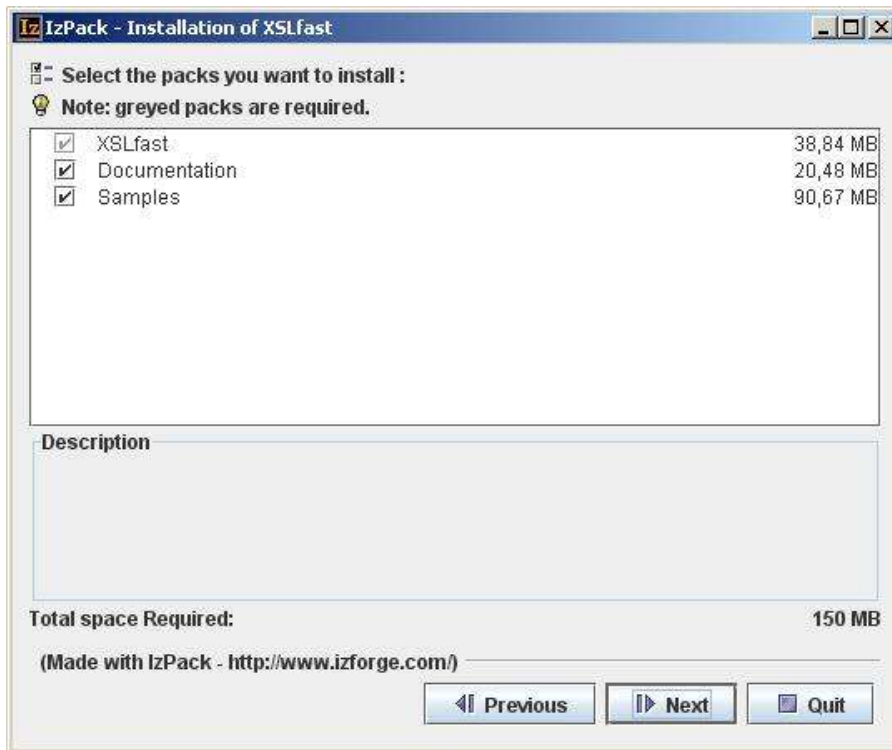 Iz IzPack - Installation of XSLfast
Select the packs you want to install :
Note: greyed packs are required.
XSLfast 38,84 MB
Documentation 20,48 MB
Samples 90,67 MB
Description
Total space Required: 150 MB
(Made with IzPack - http://www.izforge.com/)
Previous Next Quit